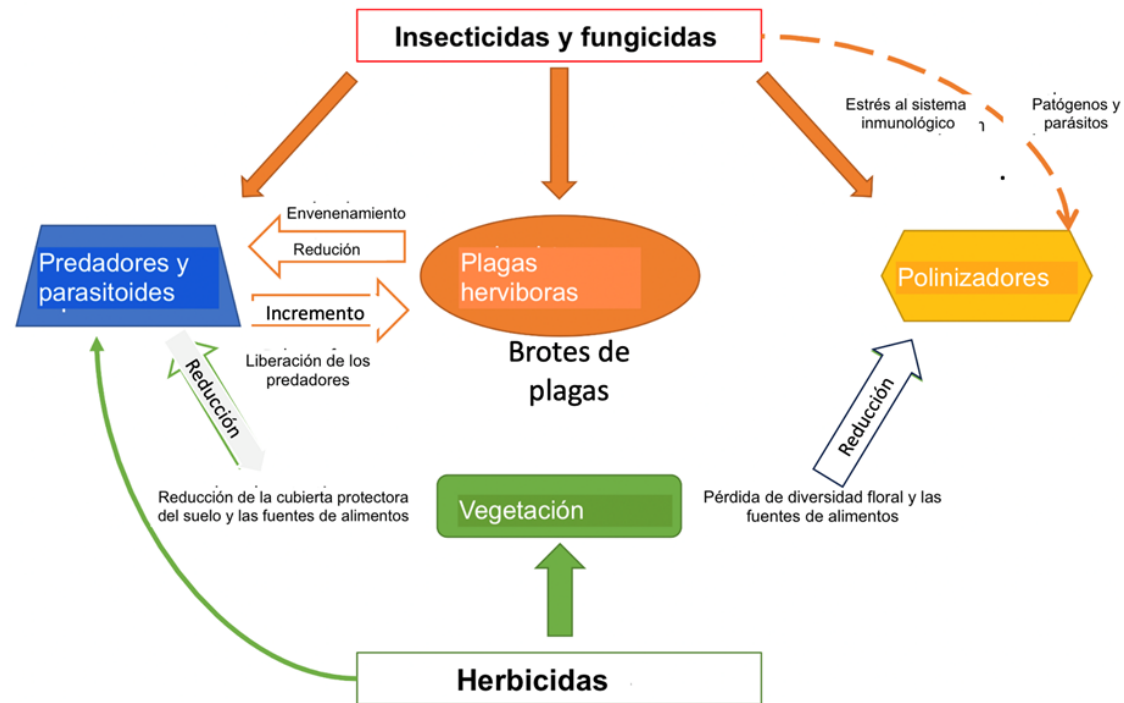 Insecticidas y fungicidas
Estrés al sistema
inmunológico
Patógenos y
parásitos
Envenenamiento
Redución
Predadores y
parasitoides
Plagas
herviboras
Polinizadores
Incremento
Liberación de los
predadores
Brotes de
plagas
Reducción
Reducción
Reducción de la cubierta protectora
del suelo y las fuentes de alimentos
Vegetación
Pérdida de diversidad floral y las
fuentes de alimentos
Herbicidas